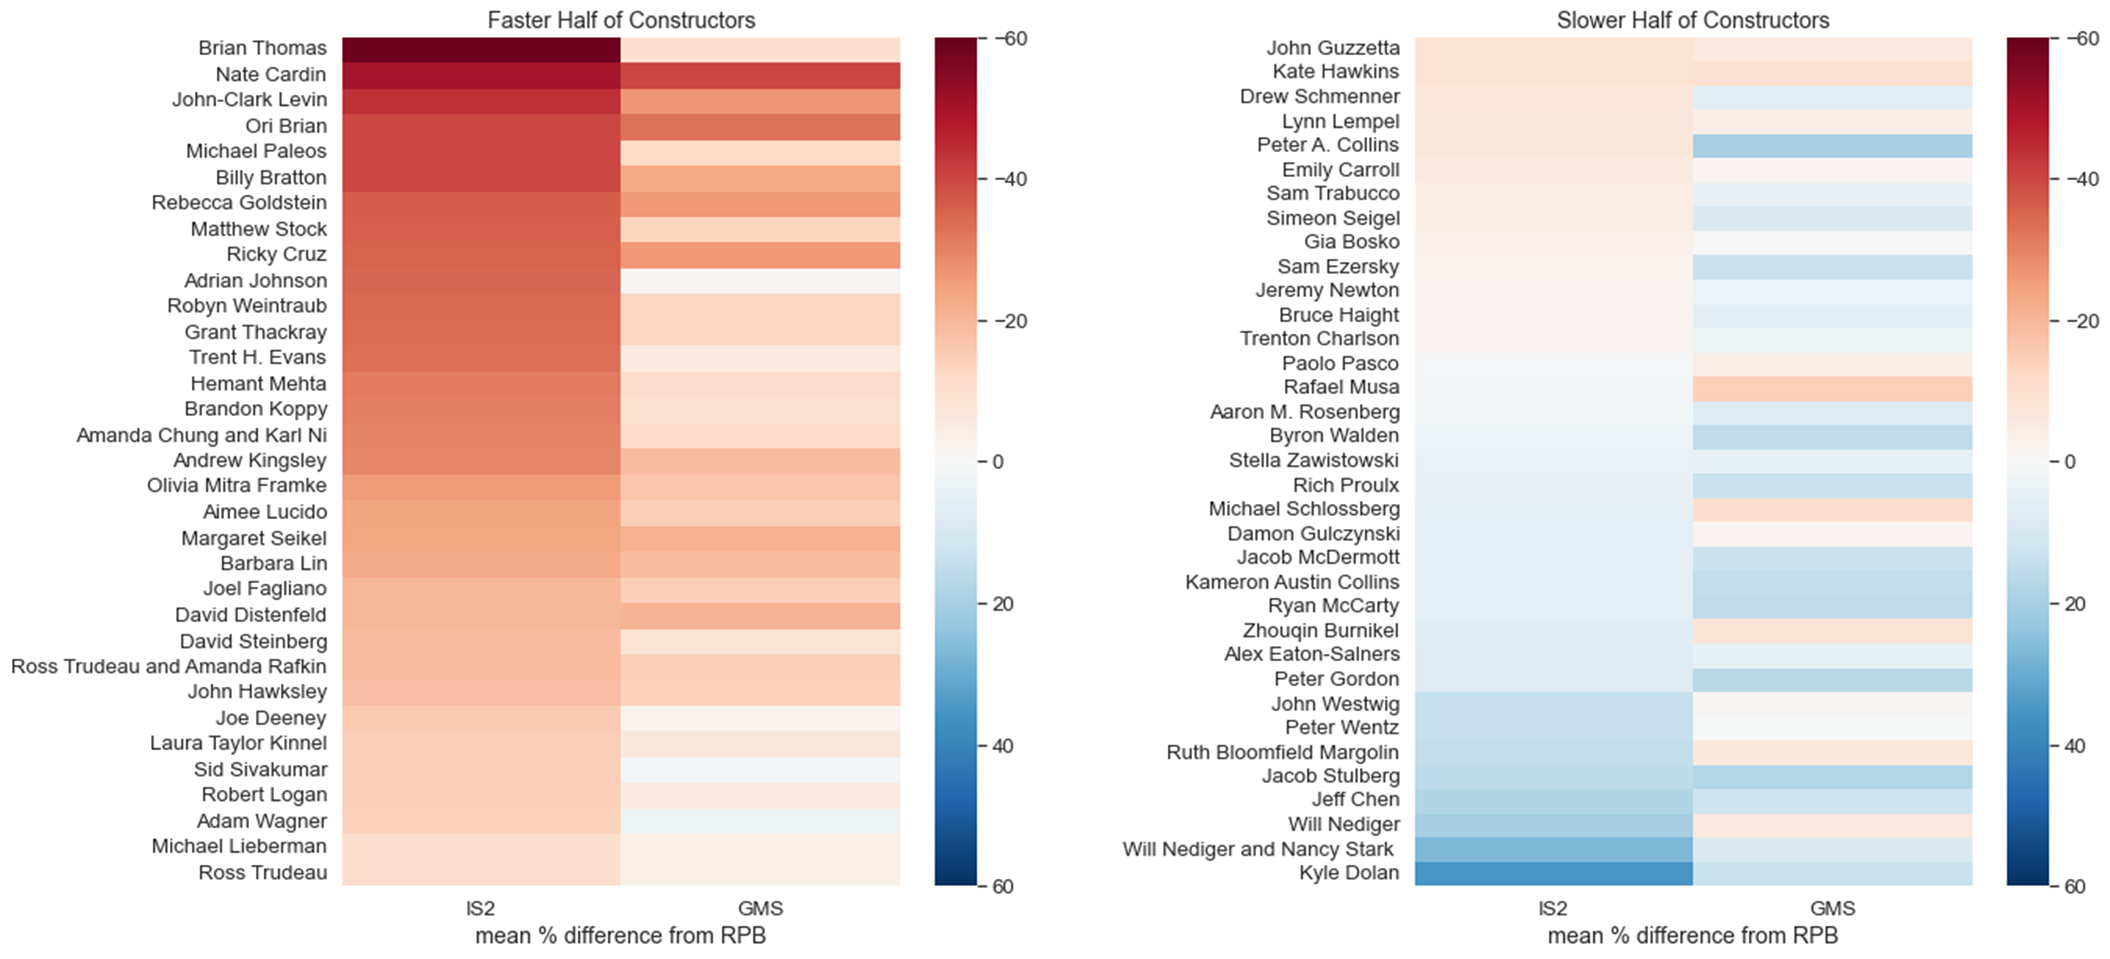 Faster Half of Constructors
Brian Thomas
Nate Cardin
John-Clark Levin
Ori Brian
Michael Paleos
Billy Bratton
Rebecca Goldstein
Matthew Stock
Ricky Cruz
Adrian Johnson
Robyn Weintraub
Grant Thackray
Trent H. Evans
Hemant Mehta
Brandon Koppy
Amanda Chung and Karl Ni
Andrew Kingsley
Olivia Mitra Framke
Aimee Lucido
Margaret Seikel
Barbara Lin
Joel Fagliano
David Distenfeld
David Steinberg
Ross Trudeau and Amanda Rafkin
John Hawksley
Joe Deeney
Laura Taylor Kinnel
Sid Sivakumar
Robert Logan
Adam Wagner
Michael Lieberman
Ross Trudeau
IS2
GMS
mean % difference from RPB
−60
−40
−20
0
20
40
60
Slower Half of Constructors
John Guzzetta
Kate Hawkins
Drew Schmenner
Lynn Lempel
Peter A. Collins
Emily Carroll
Sam Trabucco
Simeon Seigel
Gia Bosko
Sam Ezersky
Jeremy Newton
Bruce Haight
Trenton Charlson
Paolo Pasco
Rafael Musa
Aaron M. Rosenberg
Byron Walden
Stella Zawistowski
Rich Proulx
Michael Schlossberg
Damon Gulczynski
Jacob McDermott
Kameron Austin Collins
Ryan McCarty
Zhouqin Burnikel
Alex Eaton-Salners
Peter Gordon
John Westwig
Peter Wentz
Ruth Bloomfield Margolin
Jacob Stulberg
Jeff Chen
Will Nediger
Will Nediger and Nancy Stark
Kyle Dolan
IS2
GMS
mean % difference from RPB
−60
−40
−20
0
20
40
60